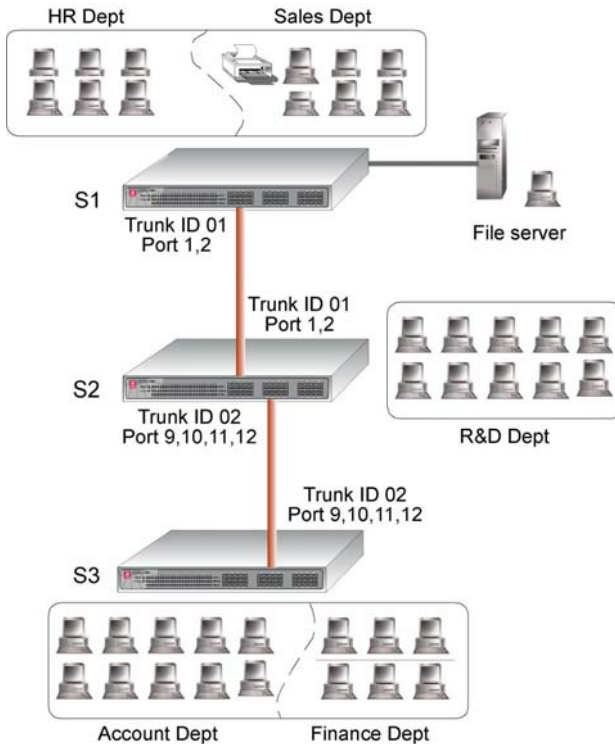 HR Dept
Sales Dept
S1
File server
Trunk ID 01
Port 1,2
Trunk ID 01
Port 1,2
S2
Trunk ID 02
Port 9,10,11,12
R&D Dept
Trunk ID 02
Port 9,10,11,12
S3
Account Dept
Finance Dept